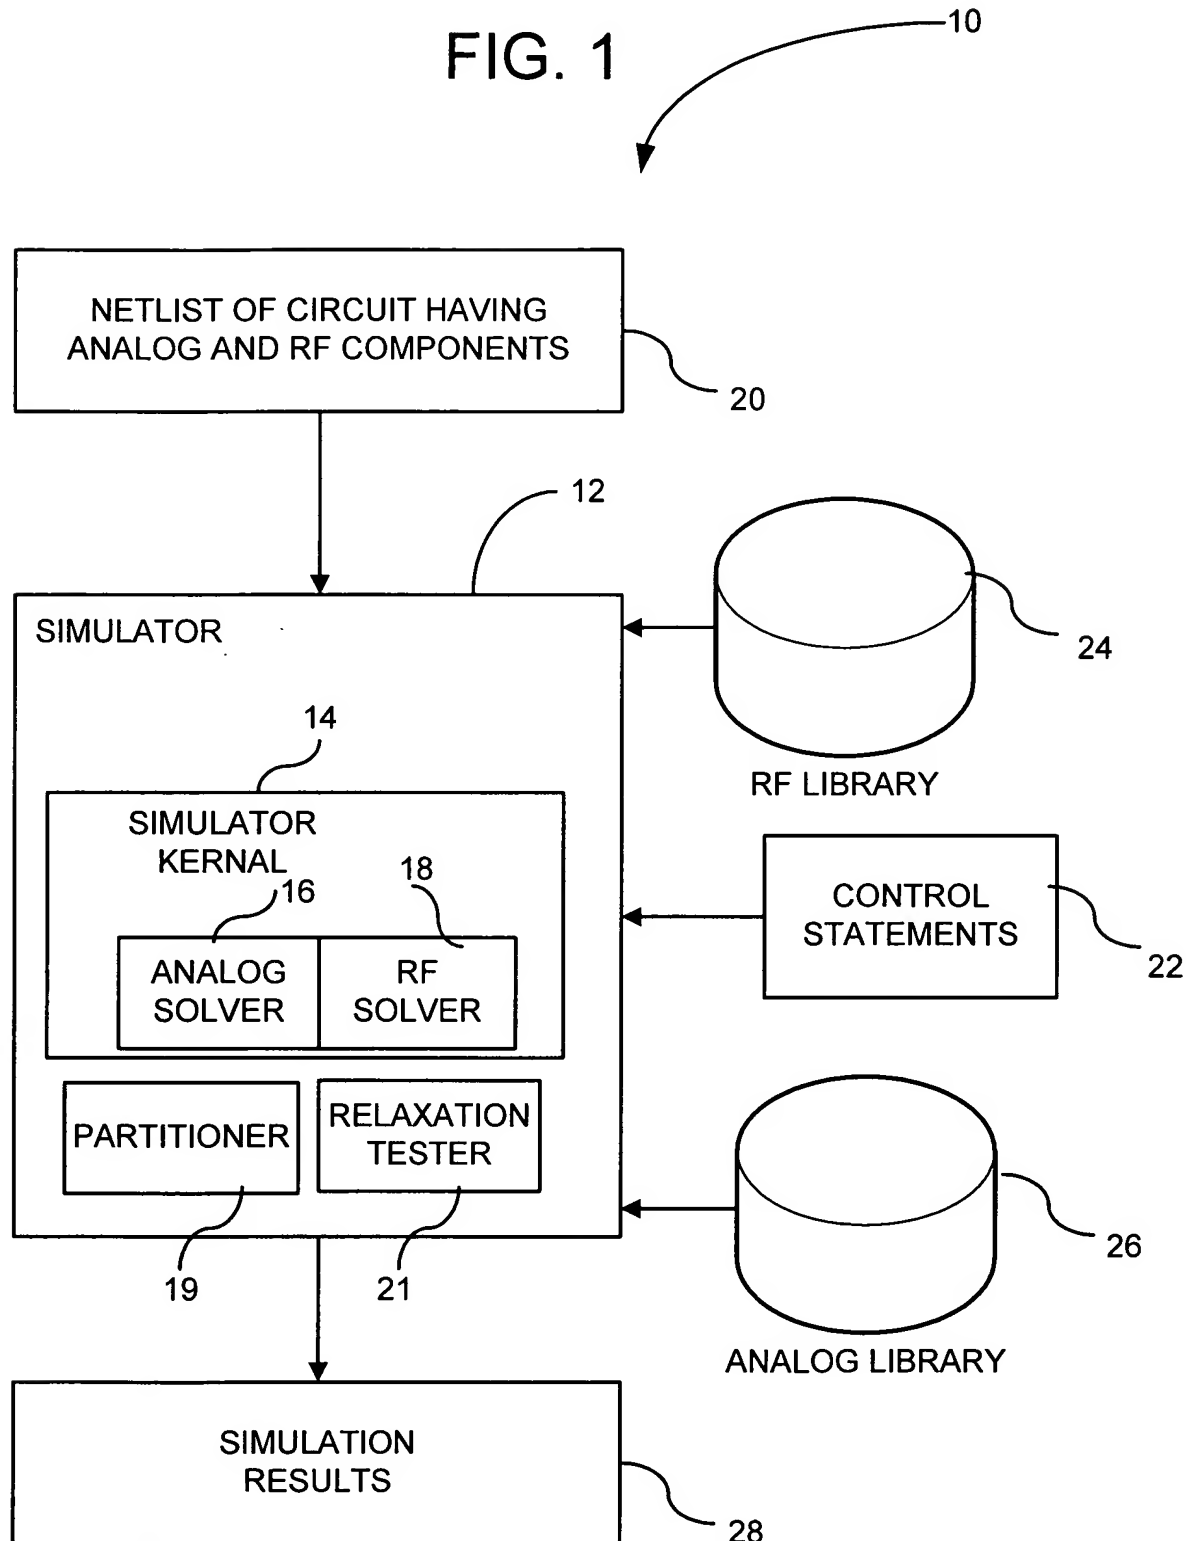 FIG. 1
10
NETLIST OF CIRCUIT HAVING
ANALOG AND RF COMPONENTS
20
12
SIMULATOR
24
RF LIBRARY
14
SIMULATOR
KERNAL
16
18
ANALOG
SOLVER
RF
SOLVER
CONTROL
STATEMENTS
22
PARTITIONER
RELAXATION
TESTER
19
21
26
ANALOG LIBRARY
SIMULATION
RESULTS
28